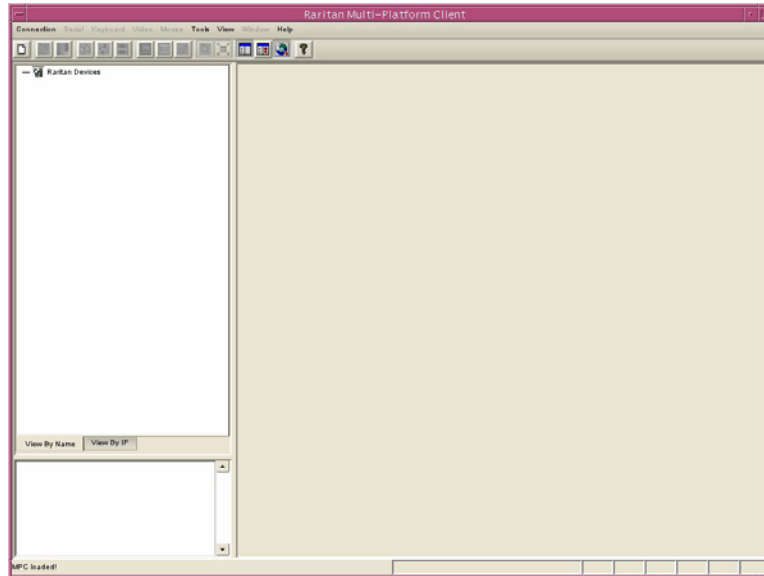 Raritan Multi-Platform Client
Connection Serial Keyboard Video Mouse Tools View Window Help
?
Raritan Devices
View By Name View By IP
MPC loaded!